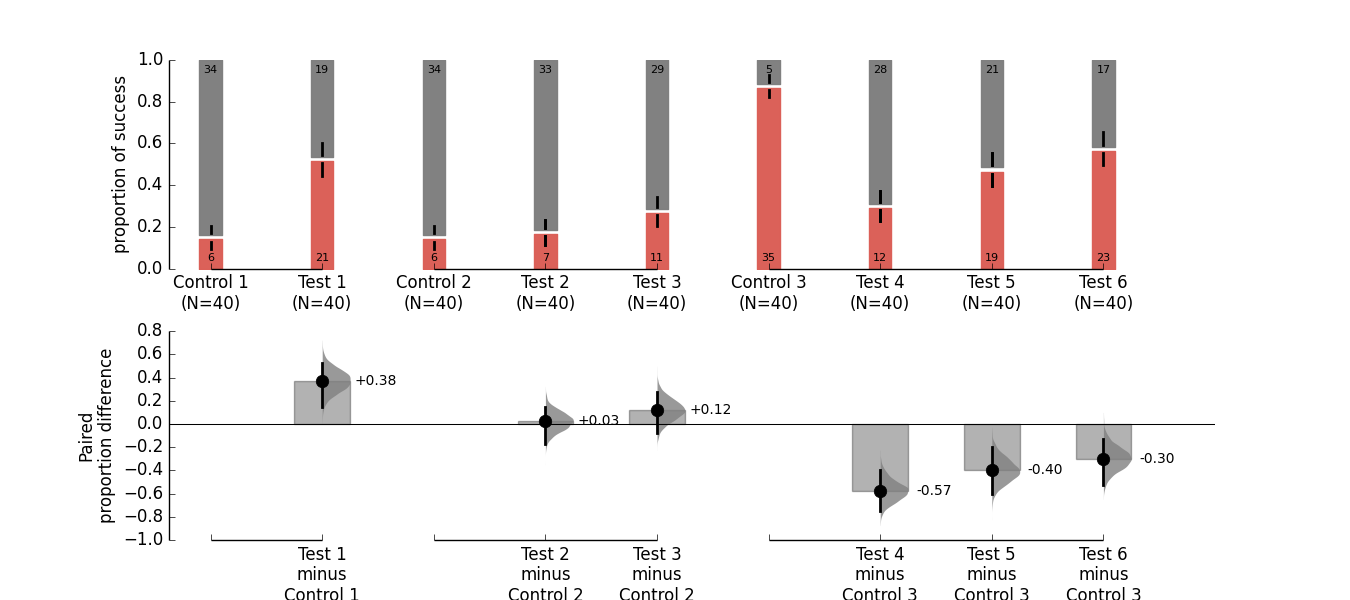 1.0
0.8
0.6
0.4
0.2
0.0
proportion of success
34 19 34 33 29 5 28 21 17
6 21 6 7 11 35 12 19 23
Control 1 Test 1 Control 2 Test 2 Test 3 Control 3 Test 4 Test 5 Test 6
(N=40) (N=40) (N=40) (N=40) (N=40) (N=40) (N=40) (N=40) (N=40)
0.8
0.6
0.4
0.2
0.0
−0.2
−0.4
−0.6
−0.8
−1.0
Paired
proportion difference
+0.38
+0.03
+0.12
-0.57
-0.40
-0.30
Test 1 Test 2 Test 3 Test 4 Test 5 Test 6
minus minus minus minus minus minus
Control 1 Control 2 Control 2 Control 3 Control 3 Control 3